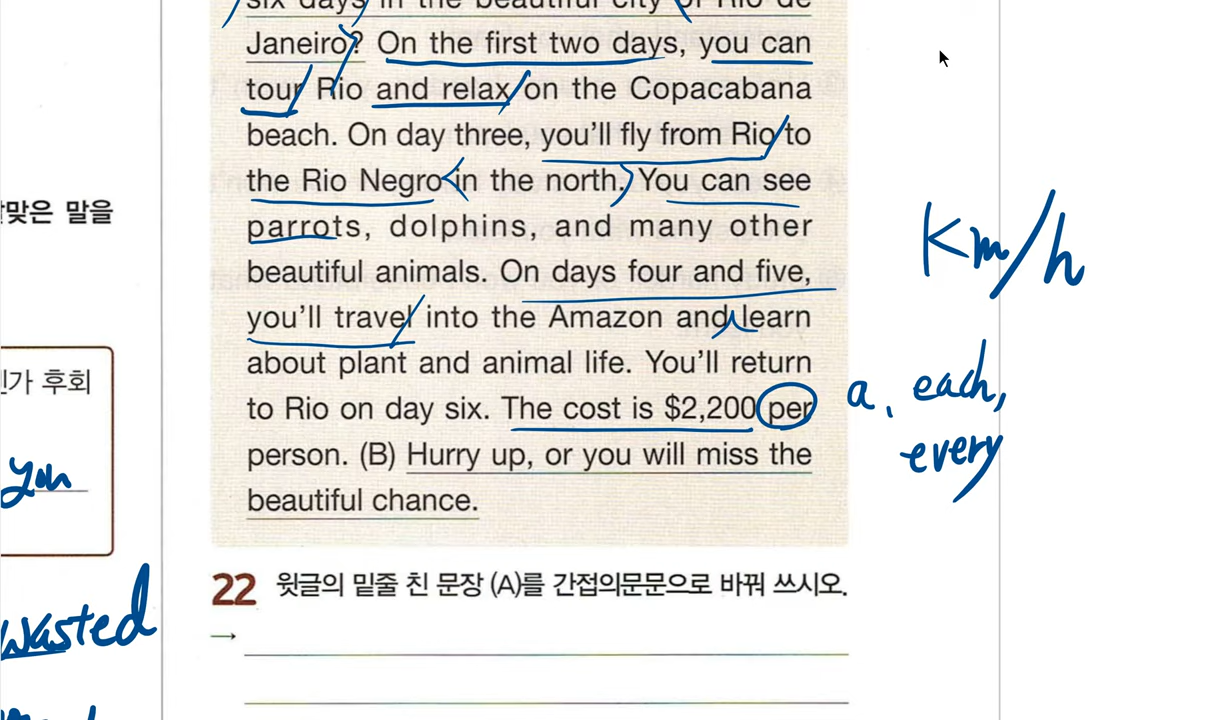 six days in the beautiful city of Rio de
Janeiro? On the first two days, you can
tour Rio and relax on the Copacabana
beach. On day three, you'll fly from Rio to
the Rio Negro in the north. You can see
parrots, dolphins, and many other
beautiful animals. On days four and five,
you'll travel into the Amazon and learn
about plant and animal life. You'll return
to Rio on day six. The cost is $2,200 per
person. (B) Hurry up, or you will miss the
beautiful chance.
22 윗글의 밑줄 친 문장 (A)를 간접의문문으로 바꿔 쓰시오.
→
맞은 말을
후회
you
wasted
Km/h
a, each,
every